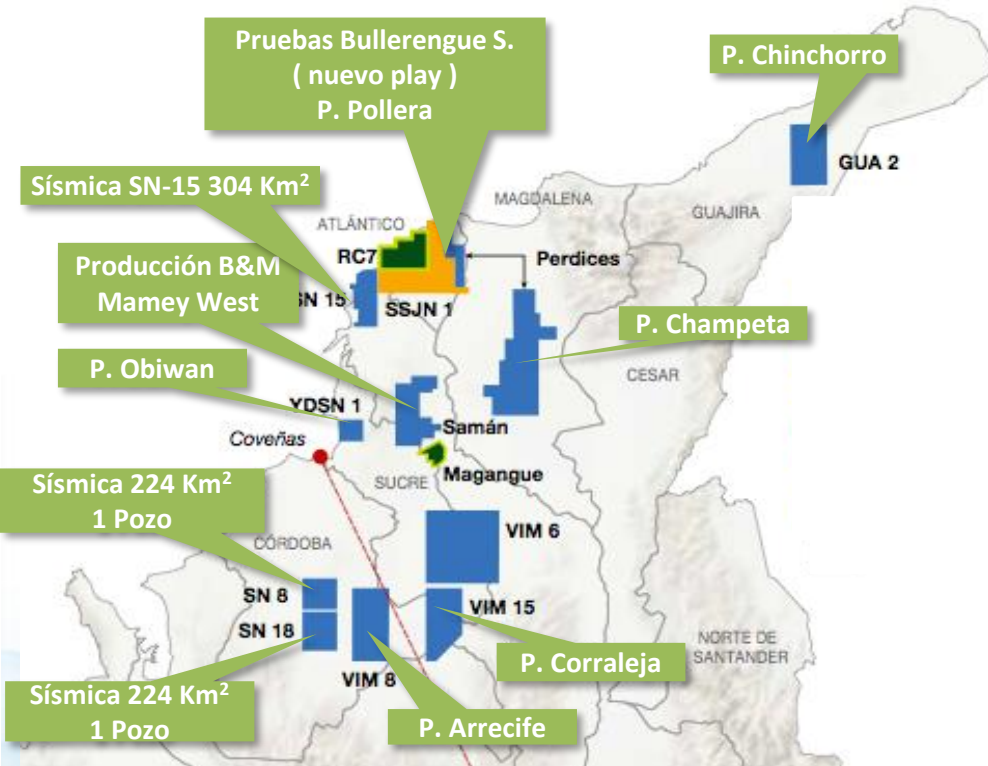 Pruebas Bullerengue S.
( nuevo play )
P. Pollera
P. Chinchorro
GUA 2
Sísmica SN-15 304 Km²
MAGDALENA
GUAJIRA
ATLÁNTICO
RC7
Perdices
Producción B&M
Mamey West
SN 15
SSJN 1
P. Champeta
P. Obiwan
CESAR
YDSN 1
Samán
Coveñas
Magangue
SUCRE
Sísmica 224 Km²
1 Pozo
VIM 6
CÓRDOBA
SN 8
VIM 15
SN 18
NORTE DE
SANTANDER
P. Corraleja
VIM 8
Sísmica 224 Km²
1 Pozo
P. Arrecife